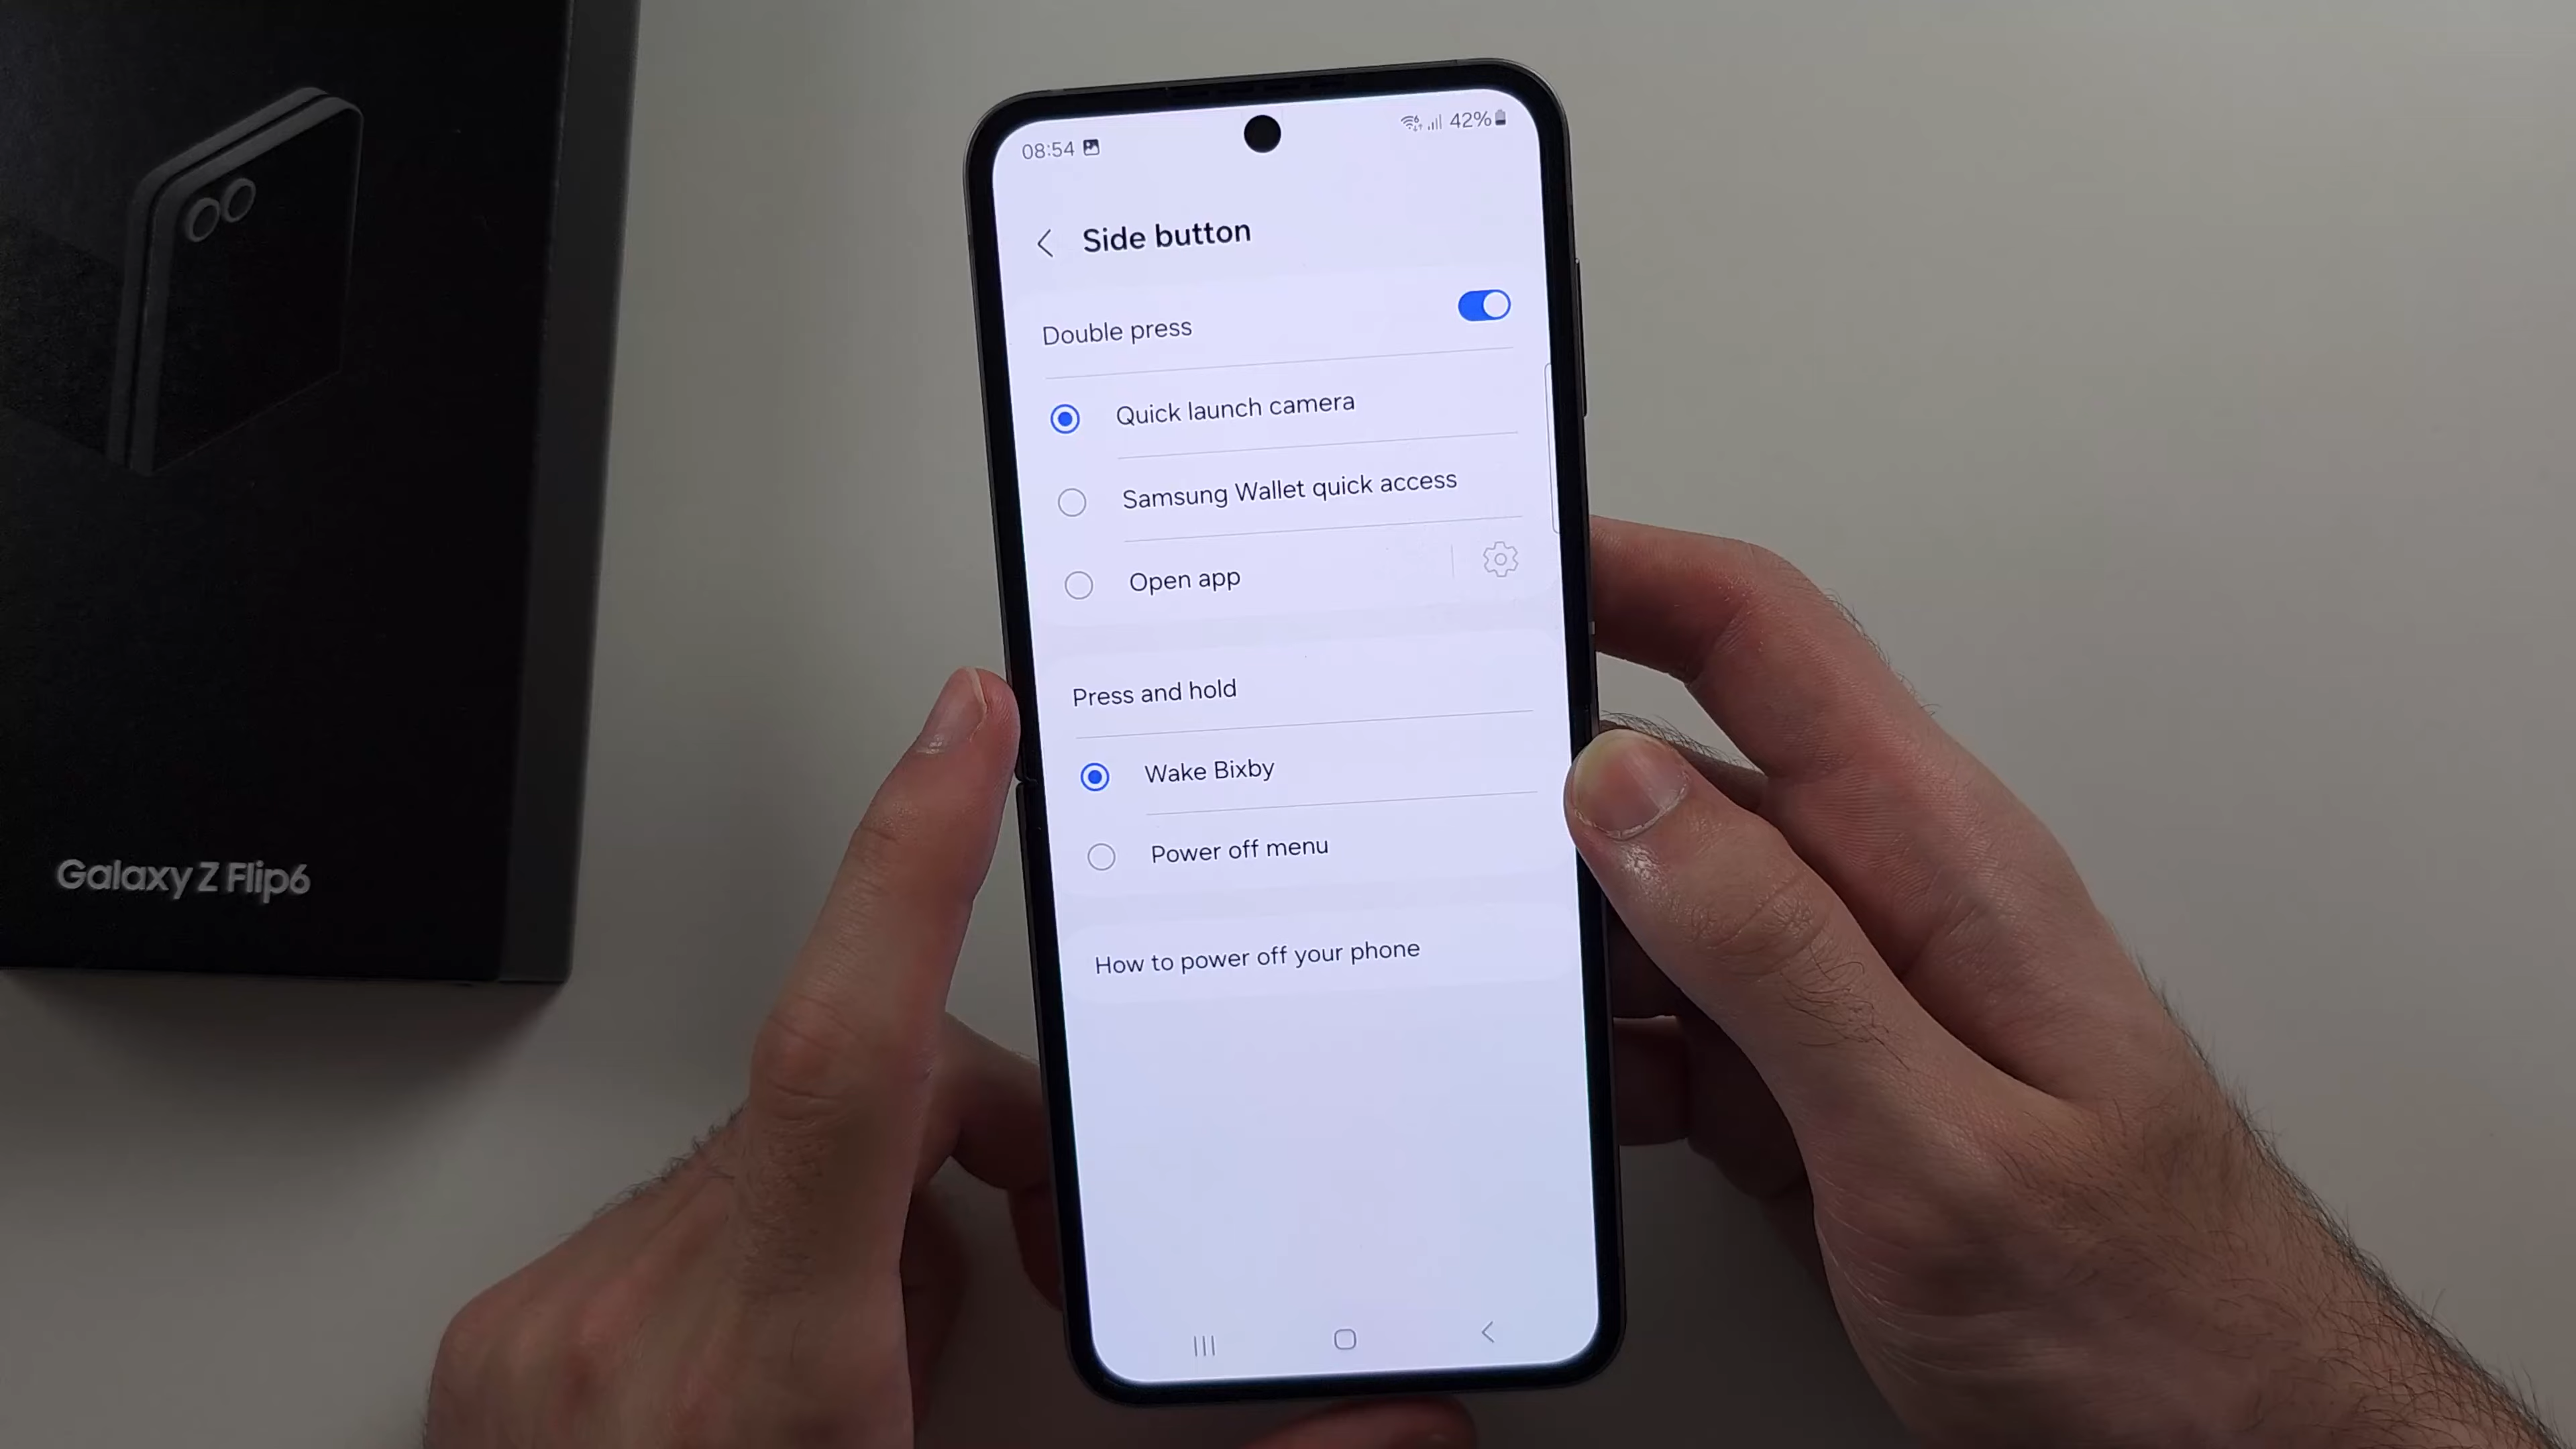 08:54
42%
Side button
Double press
Quick launch camera
Samsung Wallet quick access
Open app
Press and hold
Wake Bixby
Power off menu
How to power off your phone
Galaxy Z Flip6